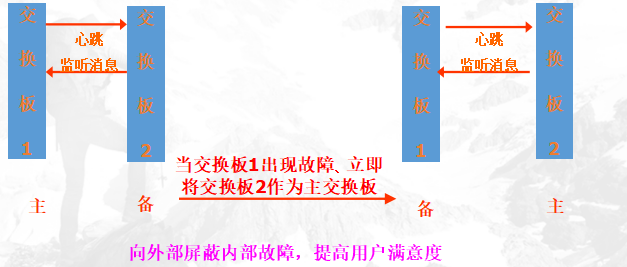 交换板1
心跳
监听消息
交换板2
主
备
当交换板1出现故障、立即
将交换板2作为主交换板
交换板1
心跳
监听消息
交换板2
备
主
向外部屏蔽内部故障，提高用户满意度